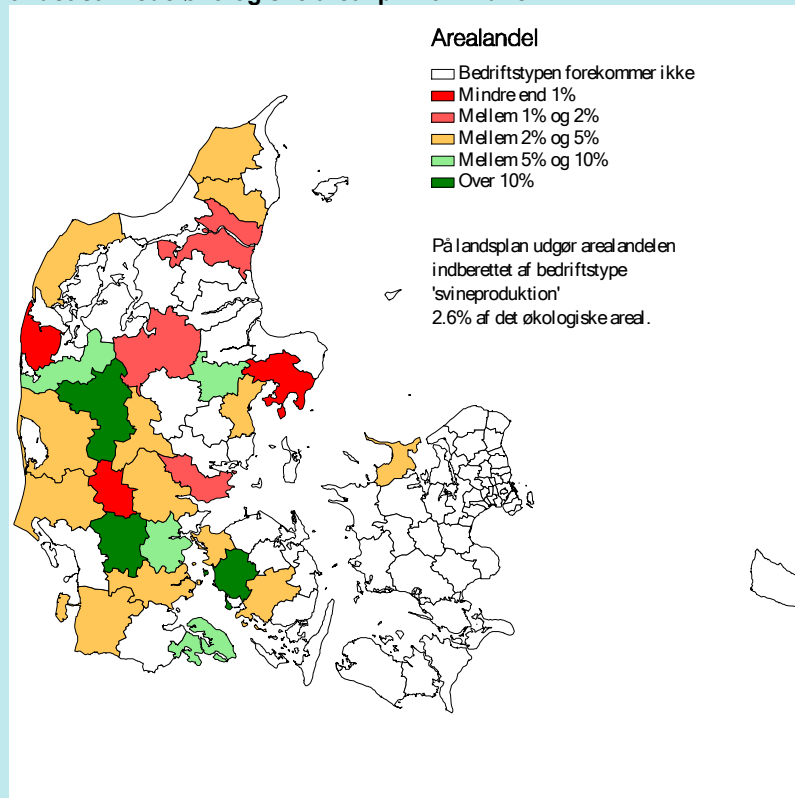 Arealandel
Bedriftstypen forekommer ikke
Mindre end 1%
Mellem 1% og 2%
Mellem 2% og 5%
Mellem 5% og 10%
Over 10%
På landsplan udgør arealandelen
indberettet af bedriftstype
'svineproduktion'
2.6% af det økologiske areal.